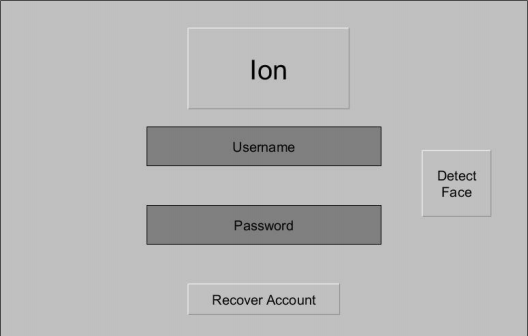 Ion
Username
Detect
Face
Password
Recover Account